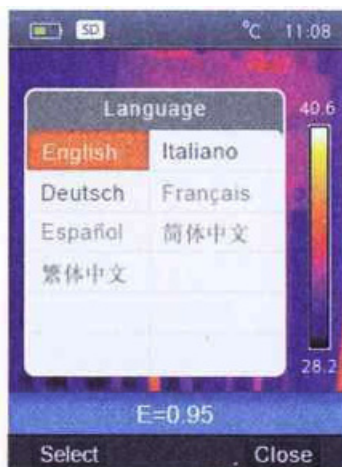 SD °C 11:08
Language
40.6
English Italiano
Deutsch Français
Español 简体中文
繁体中文
28.2
E=0.95
Select Close